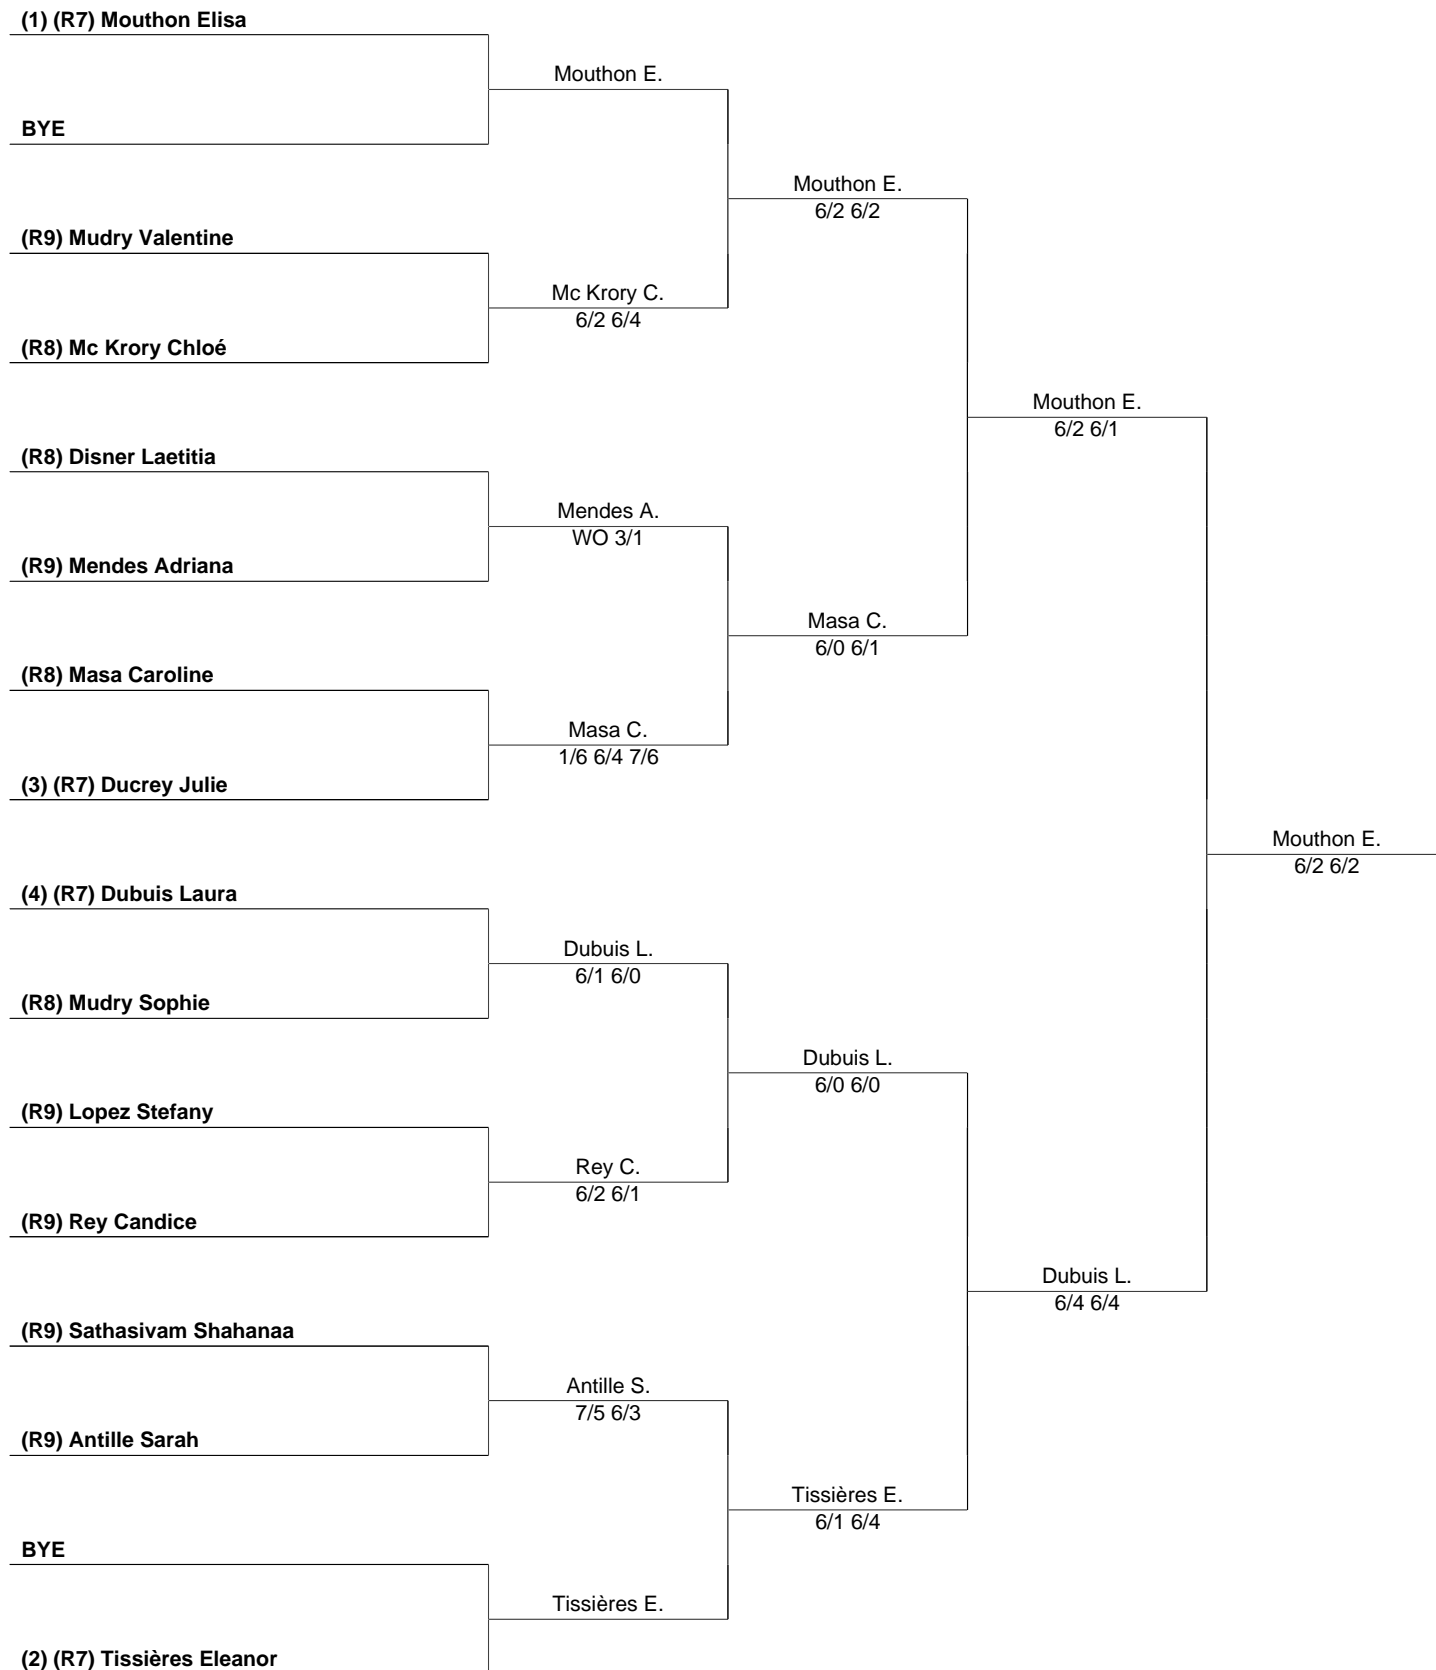 (1) (R7) Mouthon Elisa
Mouthon E.
BYE
Mouthon E.
6/2 6/2
(R9) Mudry Valentine
Mc Krory C.
6/2 6/4
(R8) Mc Krory Chloé
Mouthon E.
6/2 6/1
(R8) Disner Laetitia
Mendes A.
WO 3/1
(R9) Mendes Adriana
Masa C.
6/0 6/1
(R8) Masa Caroline
Masa C.
1/6 6/4 7/6
(3) (R7) Ducrey Julie
Mouthon E.
6/2 6/2
(4) (R7) Dubuis Laura
Dubuis L.
6/1 6/0
(R8) Mudry Sophie
Dubuis L.
6/0 6/0
(R9) Lopez Stefany
Rey C.
6/2 6/1
(R9) Rey Candice
Dubuis L.
6/4 6/4
(R9) Sathasivam Shahanaa
Antille S.
7/5 6/3
(R9) Antille Sarah
Tissières E.
6/1 6/4
BYE
Tissières E.
(2) (R7) Tissières Eleanor